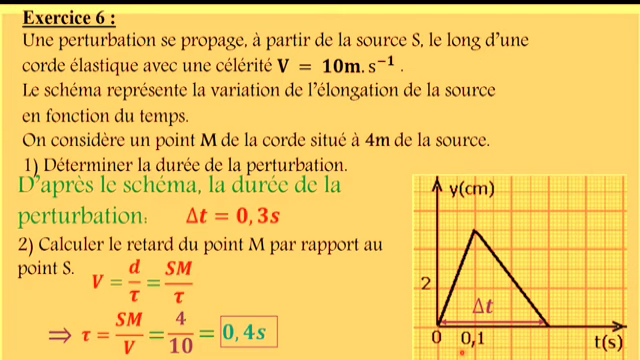 Exercice 6 :
Une perturbation se propage, à partir de la source S, le long d'une
corde élastique avec une célérité V = 10m.s⁻¹ .
Le schéma représente la variation de l'élongation de la source
en fonction du temps.
On considère un point M de la corde situé à 4m de la source.
1) Déterminer la durée de la perturbation.
D'après le schéma, la durée de la
perturbation: Δt = 0,3s
2) Calculer le retard du point M par rapport au
point S.
V = d/τ = SM/τ
⇒ τ = SM/V = 4/10 = 0,4s
y(cm)
2
Δt
0 0,1 t(s)